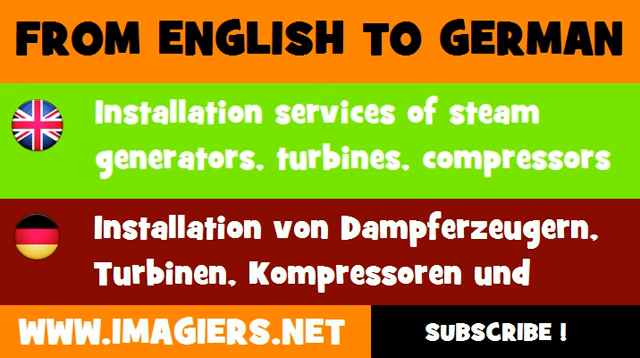 FROM ENGLISH TO GERMAN
Installation services of steam
generators, turbines, compressors
Installation von Dampferzeugern,
Turbinen, Kompressoren und
WWW.IMAGIERS.NET
SUBSCRIBE !